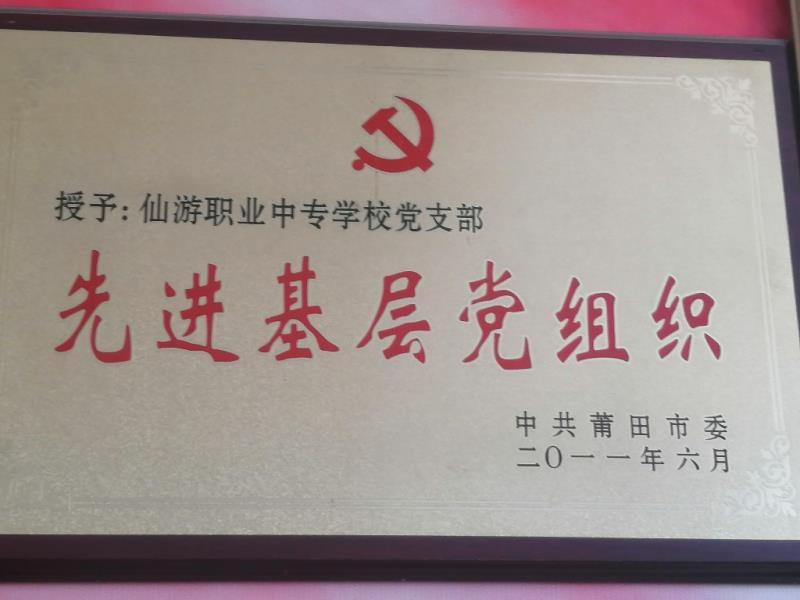 授予:仙游职业中专学校党支部
先进基层党组织
中共莆田市委
二〇一一年六月